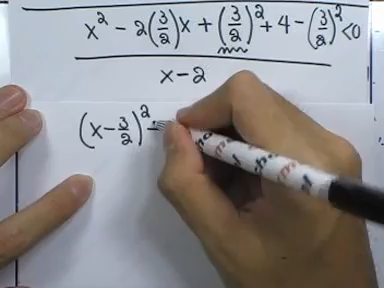 x² - 2(3/2)x + (3/2)² + 4 - (3/2)² < 0
x - 2
(x - 3/2)²